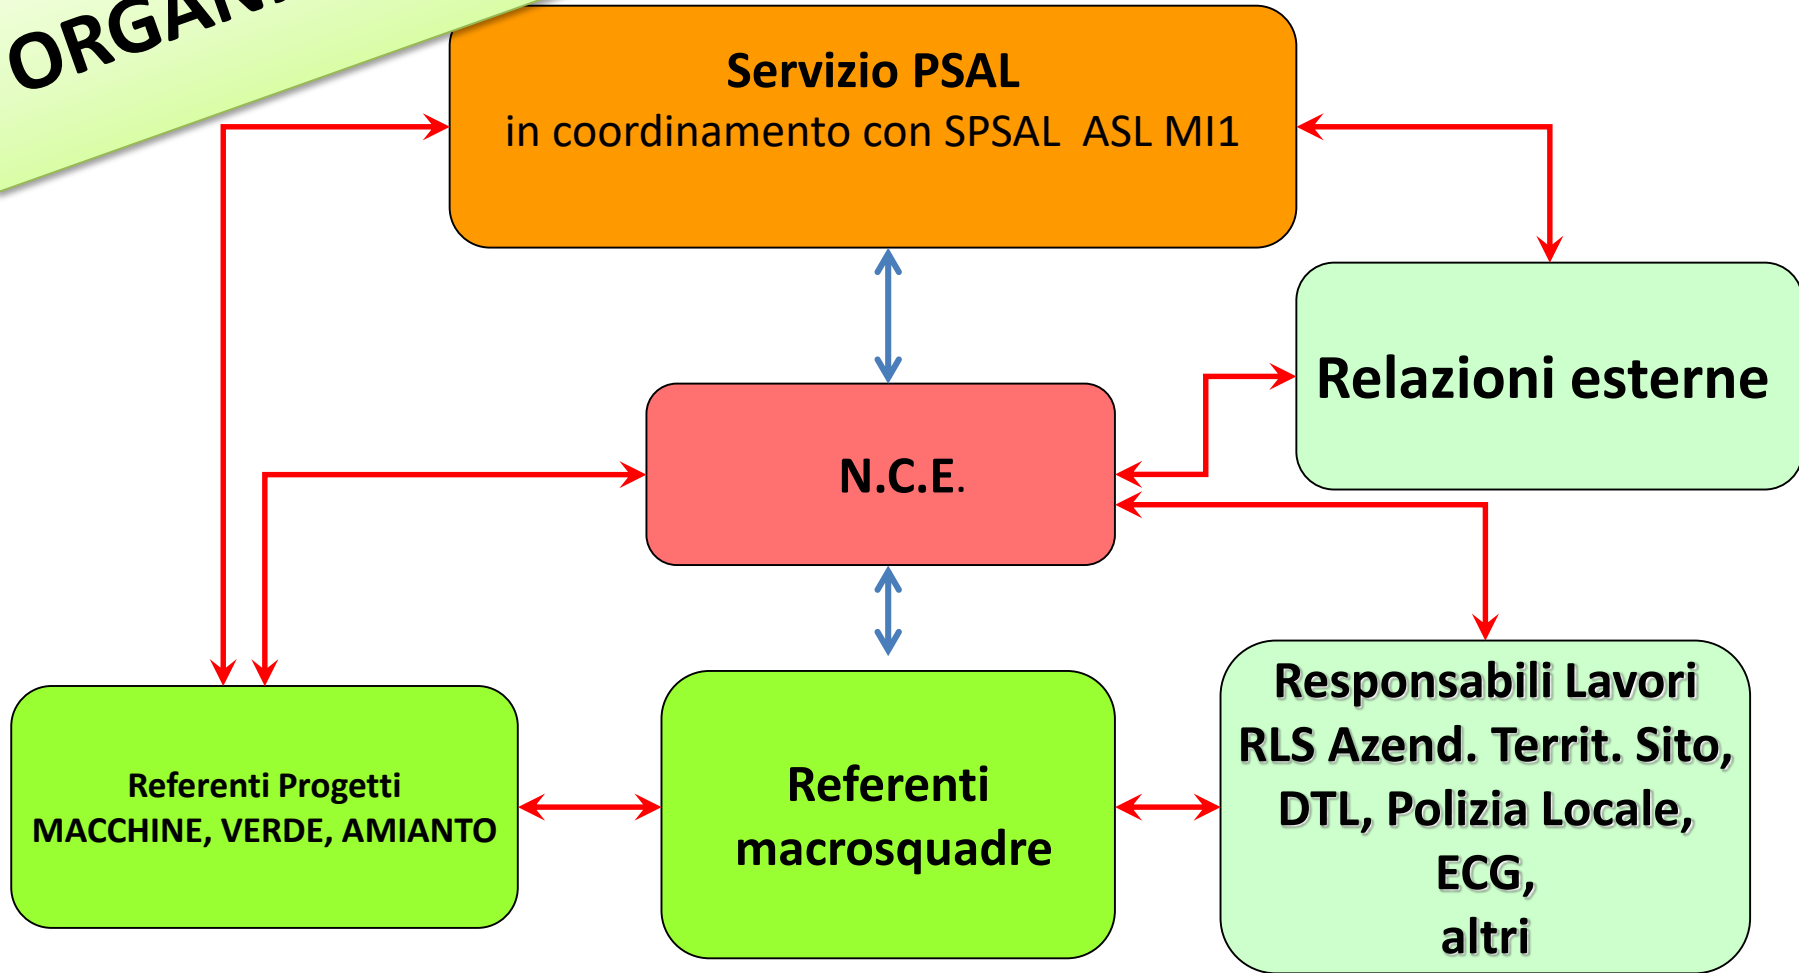 Servizio PSAL
in coordinamento con SPSAL ASL MI1
Relazioni esterne
N.C.E.
Referenti Progetti
MACCHINE, VERDE, AMIANTO
Referenti
macrosquadre
Responsabili Lavori
RLS Azend. Territ. Sito,
DTL, Polizia Locale,
ECG,
altri